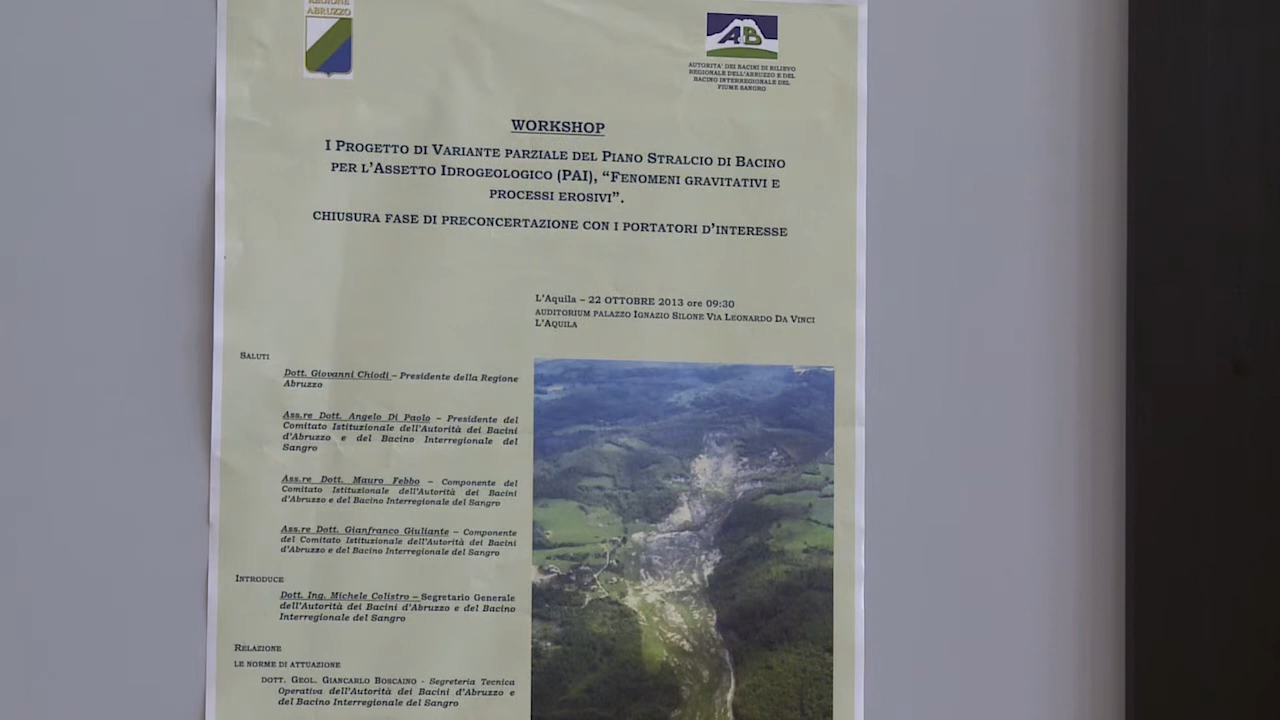 REGIONE
ABRUZZO
AB
AUTORITA' DEI BACINI DI RILIEVO
REGIONALE DELL'ABRUZZO E DEL
BACINO INTERREGIONALE DEL
FIUME SANGRO
WORKSHOP
I PROGETTO DI VARIANTE PARZIALE DEL PIANO STRALCIO DI BACINO
PER L'ASSETTO IDROGEOLOGICO (PAI), “FENOMENI GRAVITATIVI E
PROCESSI EROSIVI”.
CHIUSURA FASE DI PRECONCERTAZIONE CON I PORTATORI D'INTERESSE
L'Aquila – 22 OTTOBRE 2013 ore 09:30
AUDITORIUM PALAZZO IGNAZIO SILONE VIA LEONARDO DA VINCI
L'AQUILA
SALUTI
Dott. Giovanni Chiodi – Presidente della Regione
Abruzzo
Ass.re Dott. Angelo Di Paolo – Presidente del
Comitato Istituzionale dell'Autorità dei Bacini
d'Abruzzo e del Bacino Interregionale del
Sangro
Ass.re Dott. Mauro Febbo – Componente del
Comitato Istituzionale dell'Autorità dei Bacini
d'Abruzzo e del Bacino Interregionale del Sangro
Ass.re Dott. Gianfranco Giuliante – Componente
del Comitato Istituzionale dell'Autorità dei Bacini
d'Abruzzo e del Bacino Interregionale del Sangro
INTRODUCE
Dott. Ing. Michele Colistro – Segretario Generale
dell'Autorità dei Bacini d'Abruzzo e del Bacino
Interregionale del Sangro
RELAZIONE
LE NORME DI ATTUAZIONE
DOTT. GEOL. GIANCARLO BOSCAINO - Segreteria Tecnica
Operativa dell'Autorità dei Bacini d'Abruzzo e
del Bacino Interregionale del Sangro